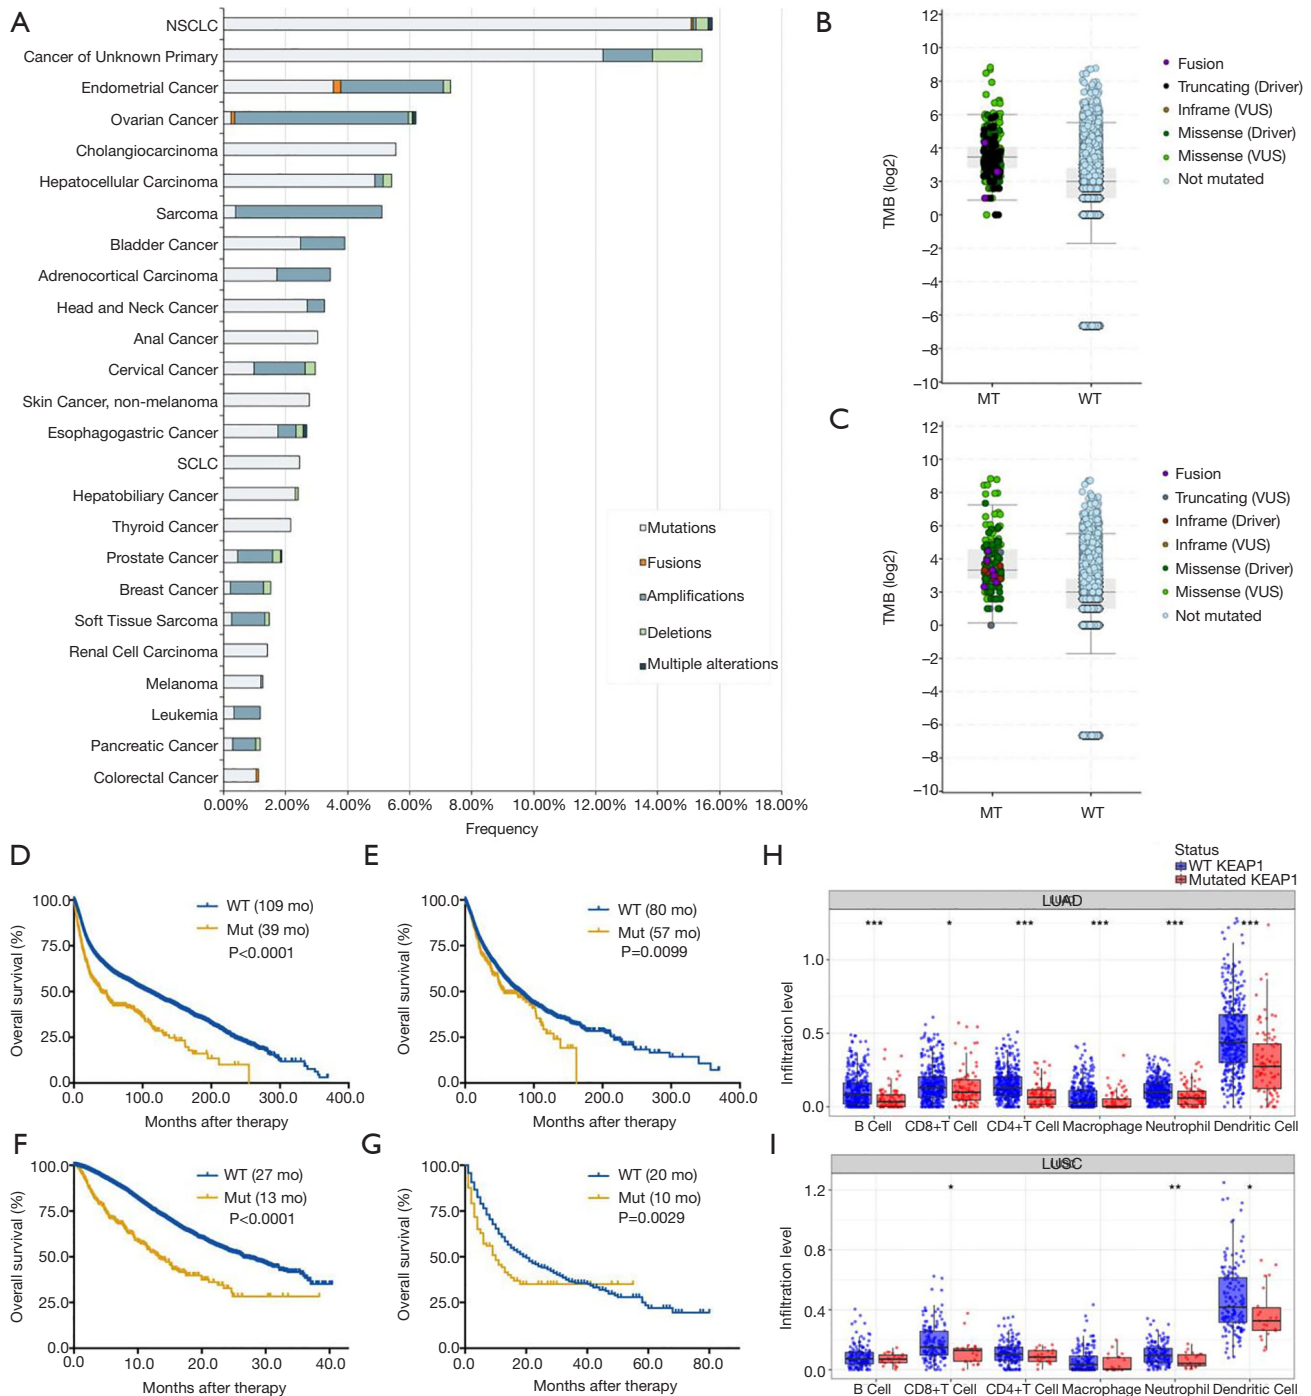 A
NSCLC
Cancer of Unknown Primary
Endometrial Cancer
Ovarian Cancer
Cholangiocarcinoma
Hepatocellular Carcinoma
Sarcoma
Bladder Cancer
Adrenocortical Carcinoma
Head and Neck Cancer
Anal Cancer
Cervical Cancer
Skin Cancer, non-melanoma
Esophagogastric Cancer
SCLC
Hepatobiliary Cancer
Thyroid Cancer
Prostate Cancer
Breast Cancer
Soft Tissue Sarcoma
Renal Cell Carcinoma
Melanoma
Leukemia
Pancreatic Cancer
Colorectal Cancer
0.00% 2.00% 4.00% 6.00% 8.00% 10.00% 12.00% 14.00% 16.00% 18.00%
Frequency
Mutations
Fusions
Amplifications
Deletions
Multiple alterations
B
TMB (log2)
12
10
8
6
4
3
0
−2
−4
−6
−8
−10
MT WT
Fusion
Truncating (Driver)
Inframe (VUS)
Missense (Driver)
Missense (VUS)
Not mutated
C
TMB (log2)
12
10
8
6
4
3
0
−2
−4
−6
−8
−10
MT WT
Fusion
Truncating (VUS)
Inframe (Driver)
Inframe (VUS)
Missense (Driver)
Missense (VUS)
Not mutated
D
Overall survival (%)
100.0
75.0
50.0
25.0
0.0
0.0 100.0 200.0 300.0 400.0
Months after therapy
WT (109 mo)
Mut (39 mo)
P<0.0001
E
Overall survival (%)
100.0
75.0
50.0
25.0
0.0
0.0 100.0 200.0 300.0 400.0
Months after therapy
WT (80 mo)
Mut (57 mo)
P=0.0099
F
Overall survival (%)
100.0
75.0
50.0
25.0
0.0
0.0 10.0 20.0 30.0 40.0
Months after therapy
WT (27 mo)
Mut (13 mo)
P<0.0001
G
Overall survival (%)
100.0
75.0
50.0
25.0
0.0
0.0 20.0 40.0 60.0 80.0
Months after therapy
WT (20 mo)
Mut (10 mo)
P=0.0029
H
Status
WT KEAP1
Mutated KEAP1
LUAD
*** * *** *** *** ***
Infiltration level
1.0
0.5
0.0
B Cell CD8+T Cell CD4+T Cell Macrophage Neutrophil Dendritic Cell
I
LUSC
* ** *
Infiltration level
1.2
0.8
0.4
0.0
B Cell CD8+T Cell CD4+T Cell Macrophage Neutrophil Dendritic Cell